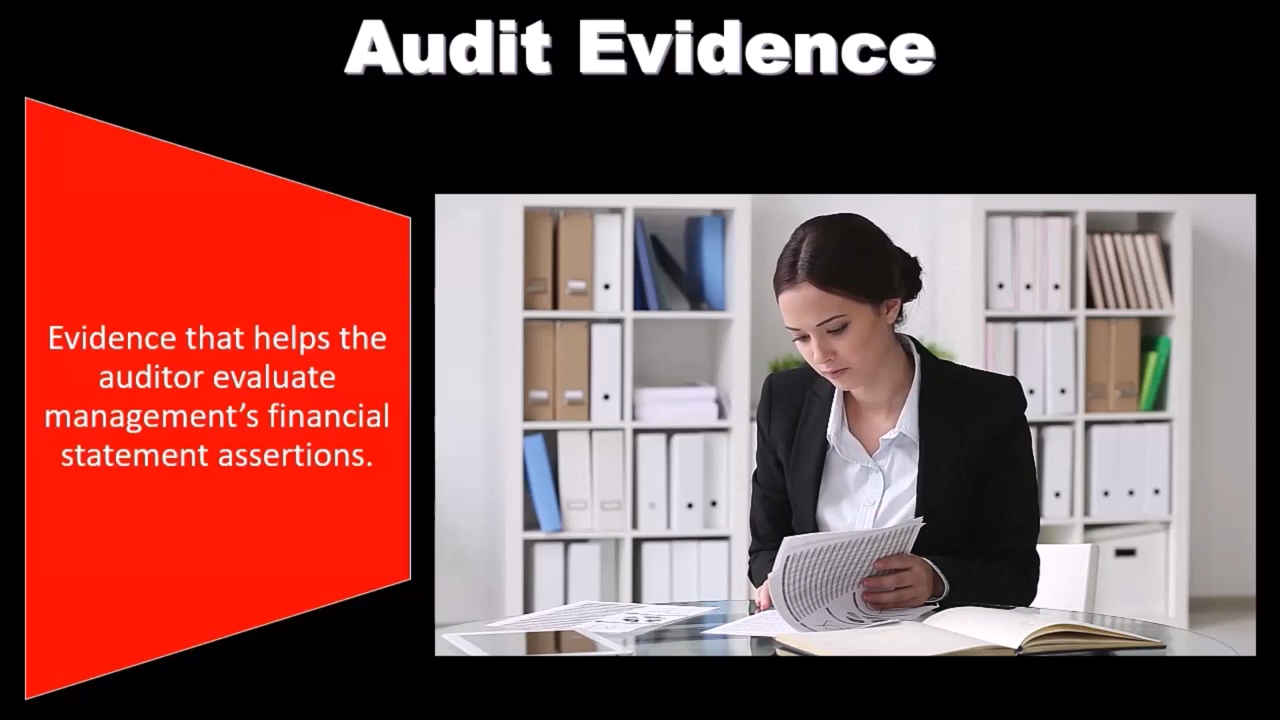 Audit Evidence
Evidence that helps the
auditor evaluate
management’s financial
statement assertions.